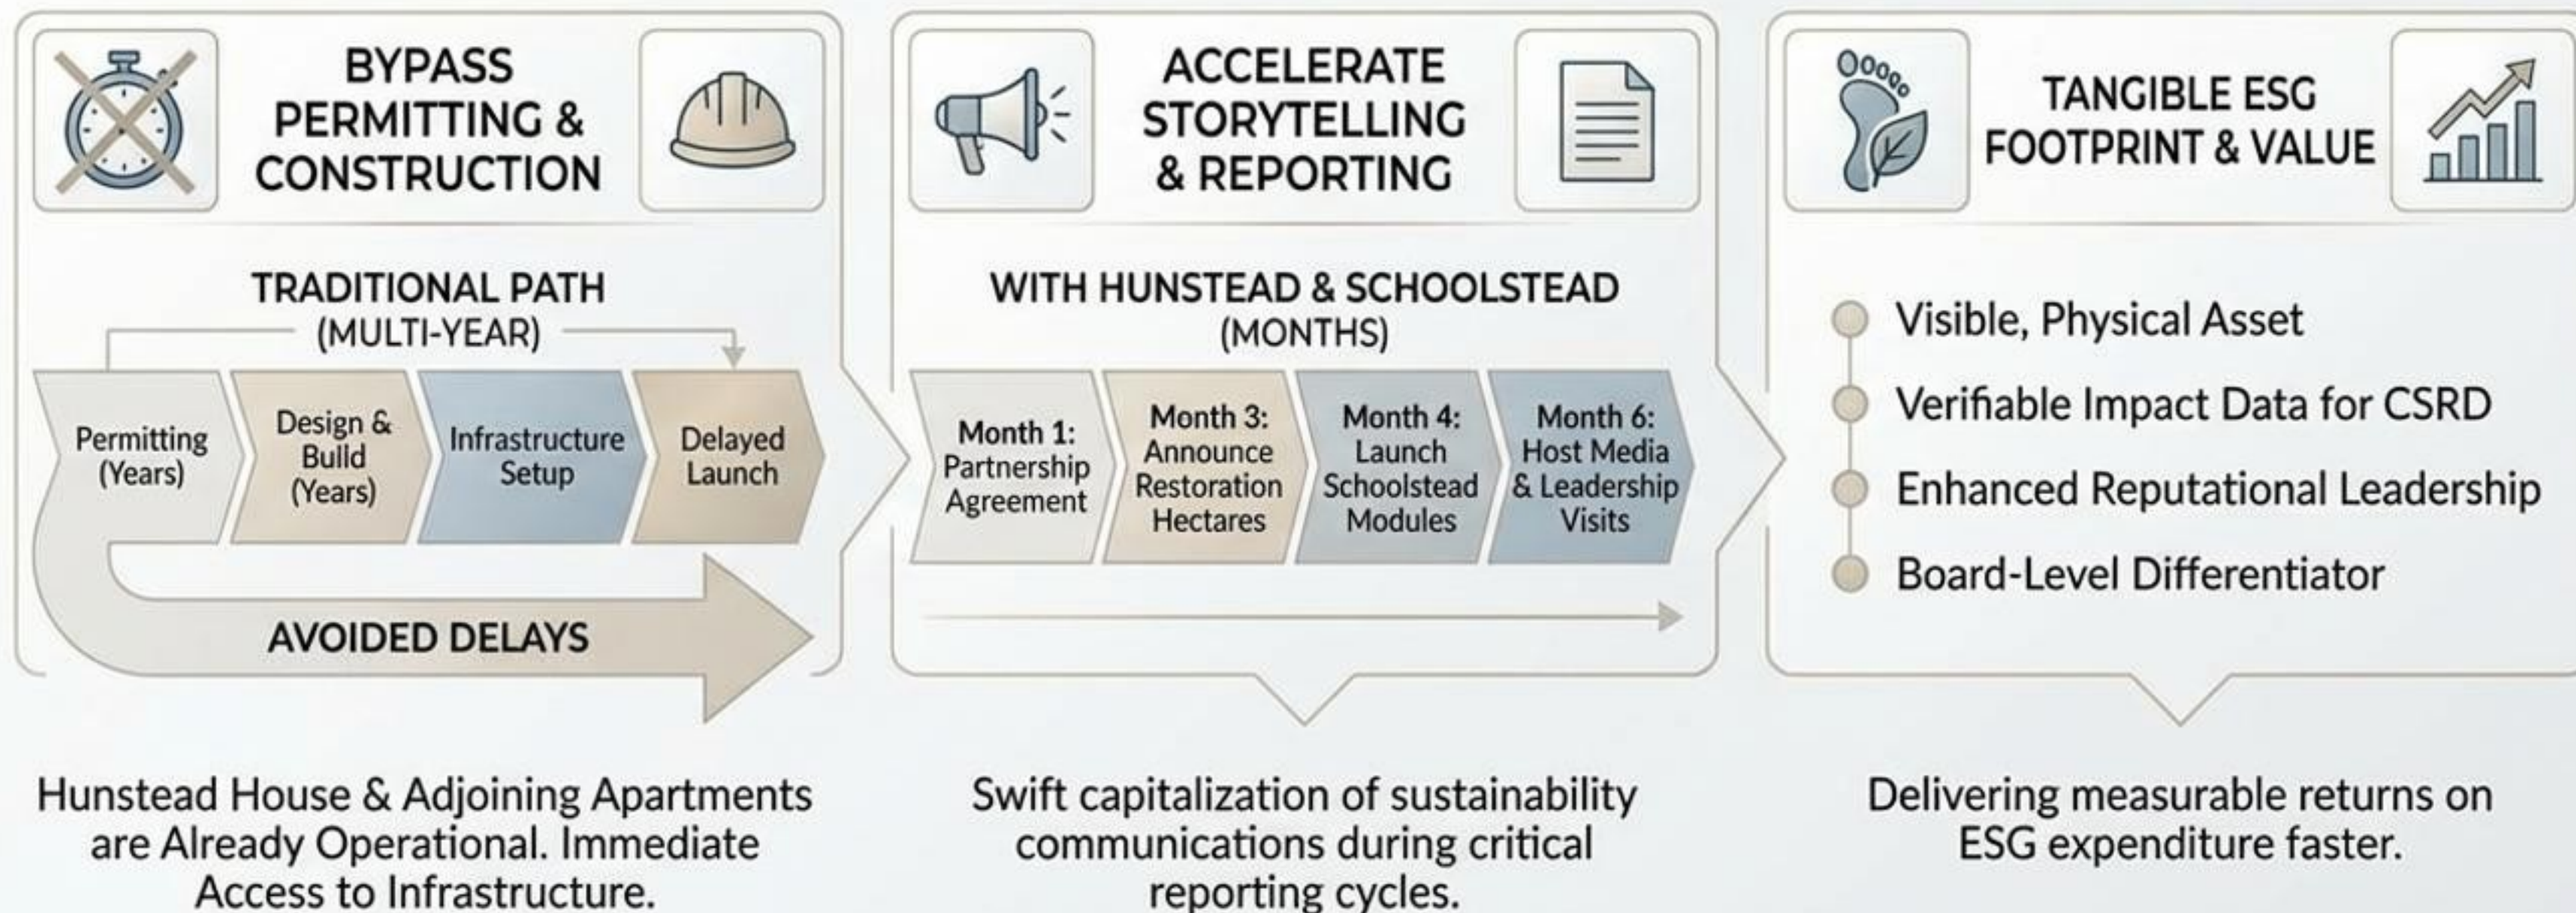 BYPASS
PERMITTING &
CONSTRUCTION
TRADITIONAL PATH
(MULTI-YEAR)
Permitting
(Years)
Design &
Build
(Years)
Infrastructure
Setup
Delayed
Launch
AVOIDED DELAYS
Hunstead House & Adjoining Apartments
are Already Operational. Immediate
Access to Infrastructure.
ACCELERATE
STORYTELLING
& REPORTING
WITH HUNSTEAD & SCHOOLSTEAD
(MONTHS)
Month 1:
Partnership
Agreement
Month 3:
Announce
Restoration
Hectares
Month 4:
Launch
Schoolstead
Modules
Month 6:
Host Media
& Leadership
Visits
Swift capitalization of sustainability
communications during critical
reporting cycles.
TANGIBLE ESG
FOOTPRINT & VALUE
Visible, Physical Asset
Verifiable Impact Data for CSRD
Enhanced Reputational Leadership
Board-Level Differentiator
Delivering measurable returns on
ESG expenditure faster.